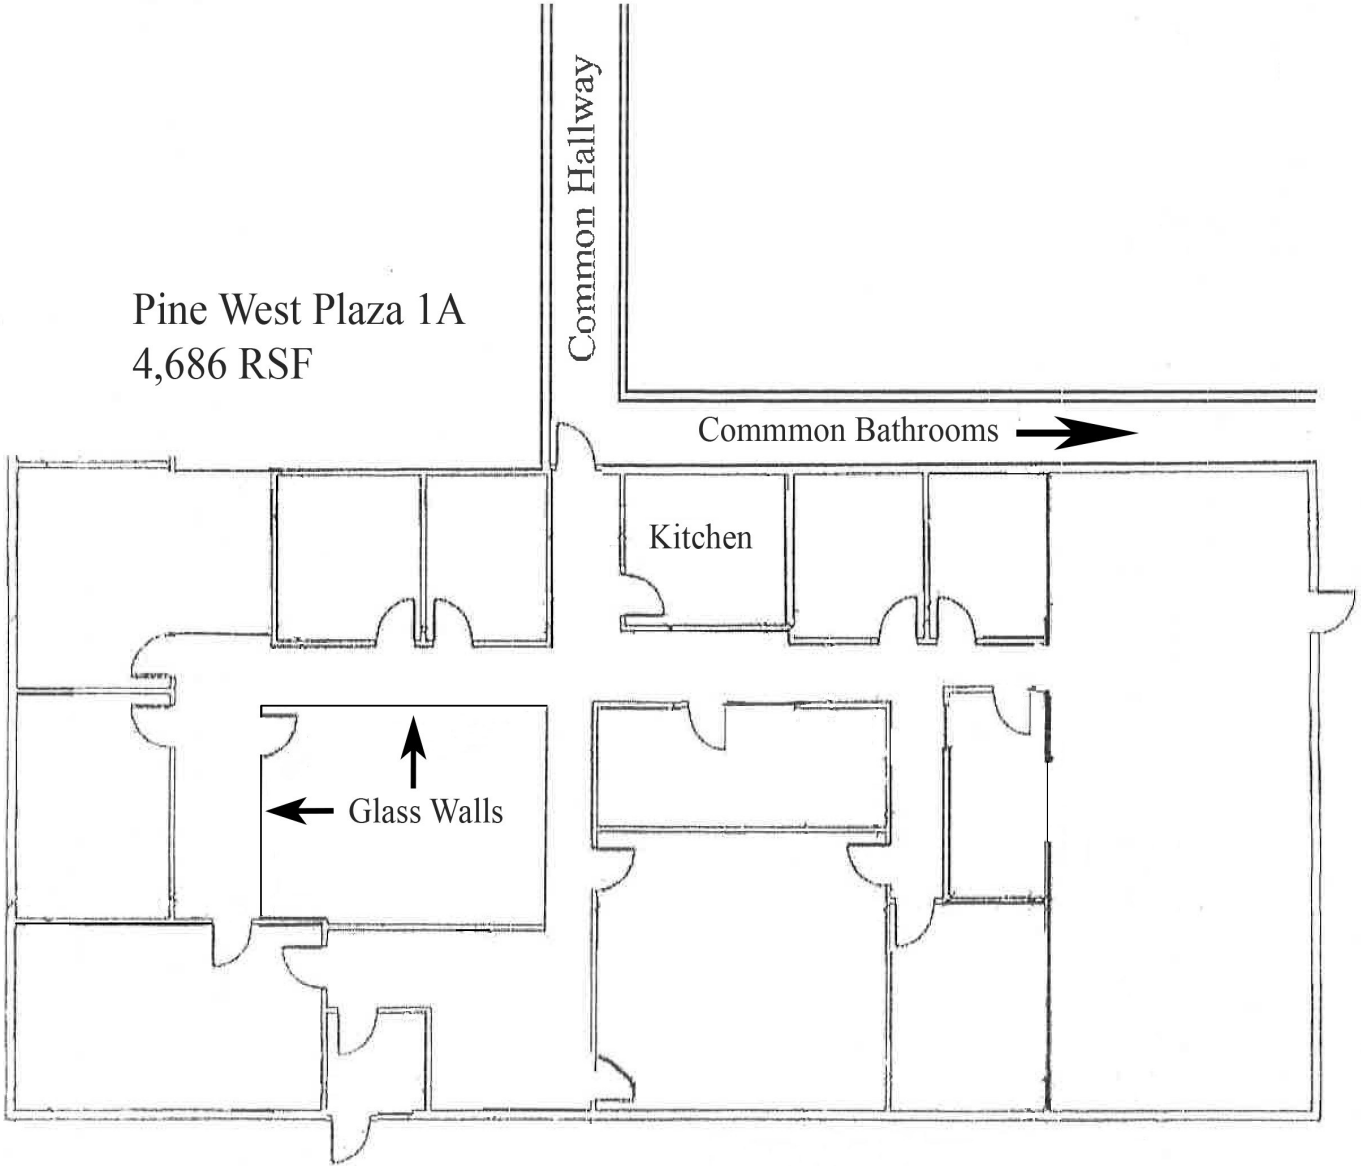 Common Hallway
Pine West Plaza 1A
4,686 RSF
Commmon Bathrooms
Kitchen
Glass Walls